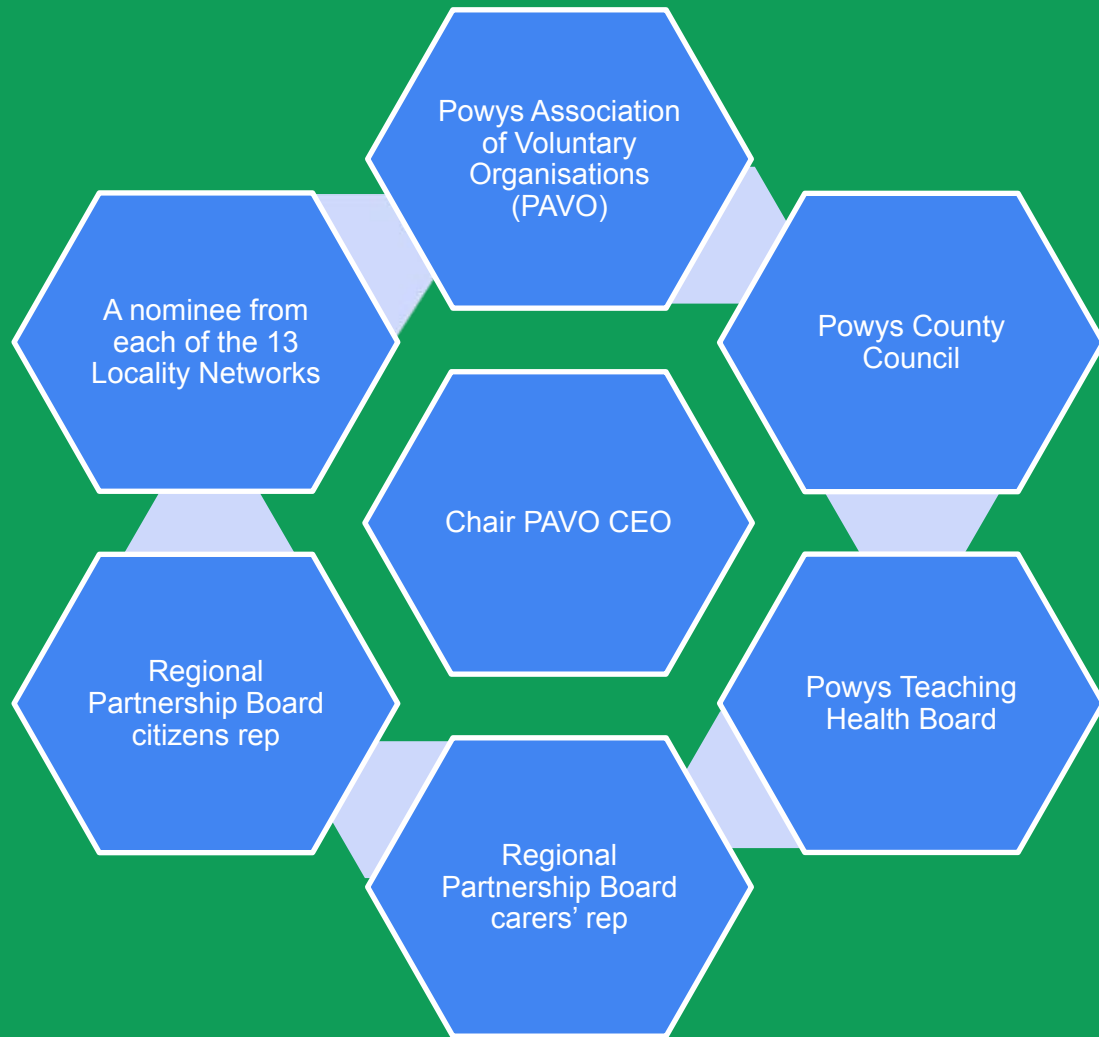 Powys Association
of Voluntary
Organisations
(PAVO)
A nominee from
each of the 13
Locality Networks
Powys County
Council
Chair PAVO CEO
Regional
Partnership Board
citizens rep
Powys Teaching
Health Board
Regional
Partnership Board
carers’ rep